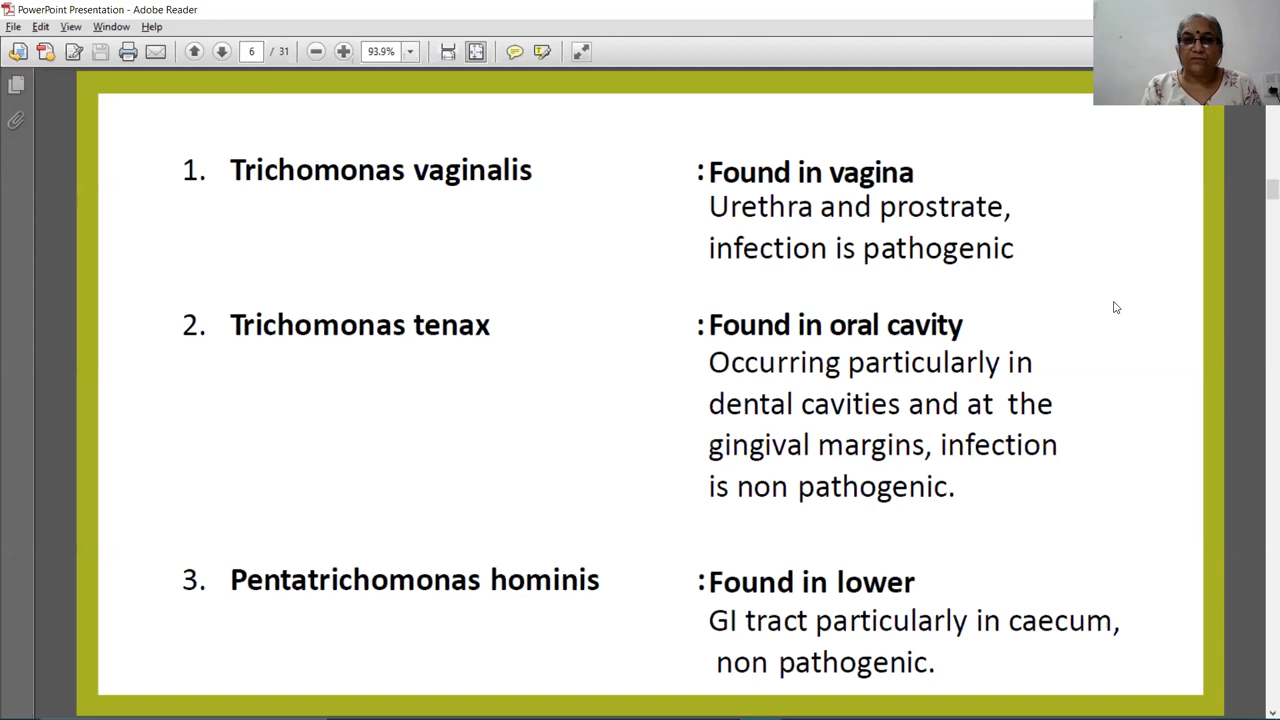 PowerPoint Presentation - Adobe Reader
File Edit View Window Help
6 / 31 93.9%
1. Trichomonas vaginalis : Found in vagina
Urethra and prostrate,
infection is pathogenic
2. Trichomonas tenax : Found in oral cavity
Occurring particularly in
dental cavities and at the
gingival margins, infection
is non pathogenic.
3. Pentatrichomonas hominis : Found in lower
GI tract particularly in caecum,
non pathogenic.